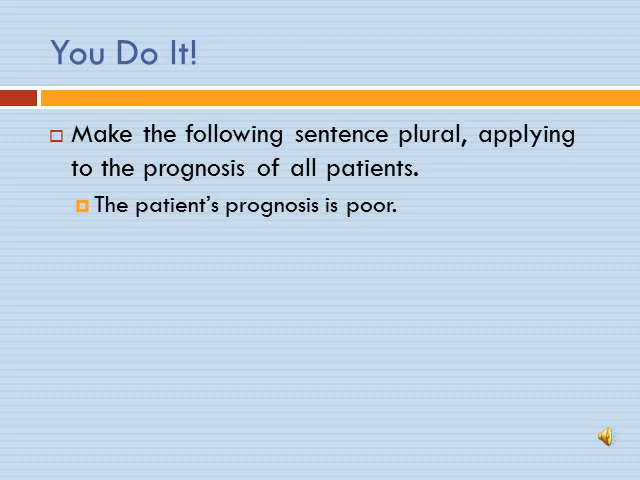 You Do It!
Make the following sentence plural, applying
to the prognosis of all patients.
The patient’s prognosis is poor.